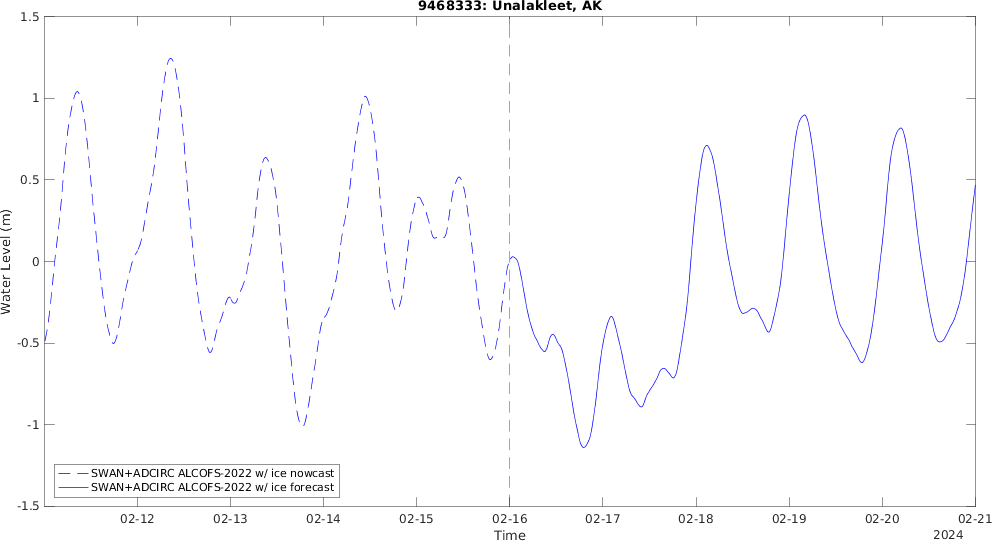 9468333: Unalakleet, AK
1.5
1
0.5
0
-0.5
-1
-1.5
Water Level (m)
SWAN+ADCIRC ALCOFS-2022 w/ ice nowcast
SWAN+ADCIRC ALCOFS-2022 w/ ice forecast
02-12 02-13 02-14 02-15 02-16 02-17 02-18 02-19 02-20 02-21
Time
2024